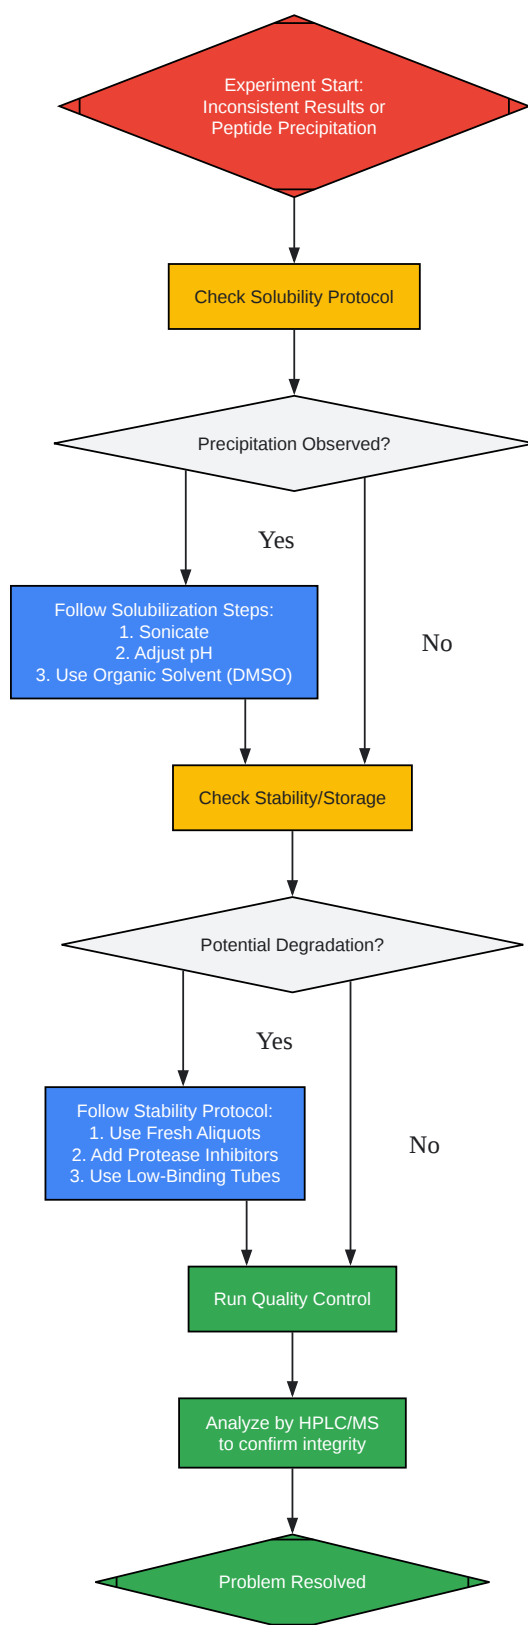 Experiment Start:
Inconsistent Results or
Peptide Precipitation
Check Solubility Protocol
Precipitation Observed?
Yes
Follow Solubilization Steps:
1. Sonicate
2. Adjust pH
3. Use Organic Solvent (DMSO)
No
Check Stability/Storage
Potential Degradation?
Yes
Follow Stability Protocol:
1. Use Fresh Aliquots
2. Add Protease Inhibitors
3. Use Low-Binding Tubes
No
Run Quality Control
Analyze by HPLC/MS
to confirm integrity
Problem Resolved